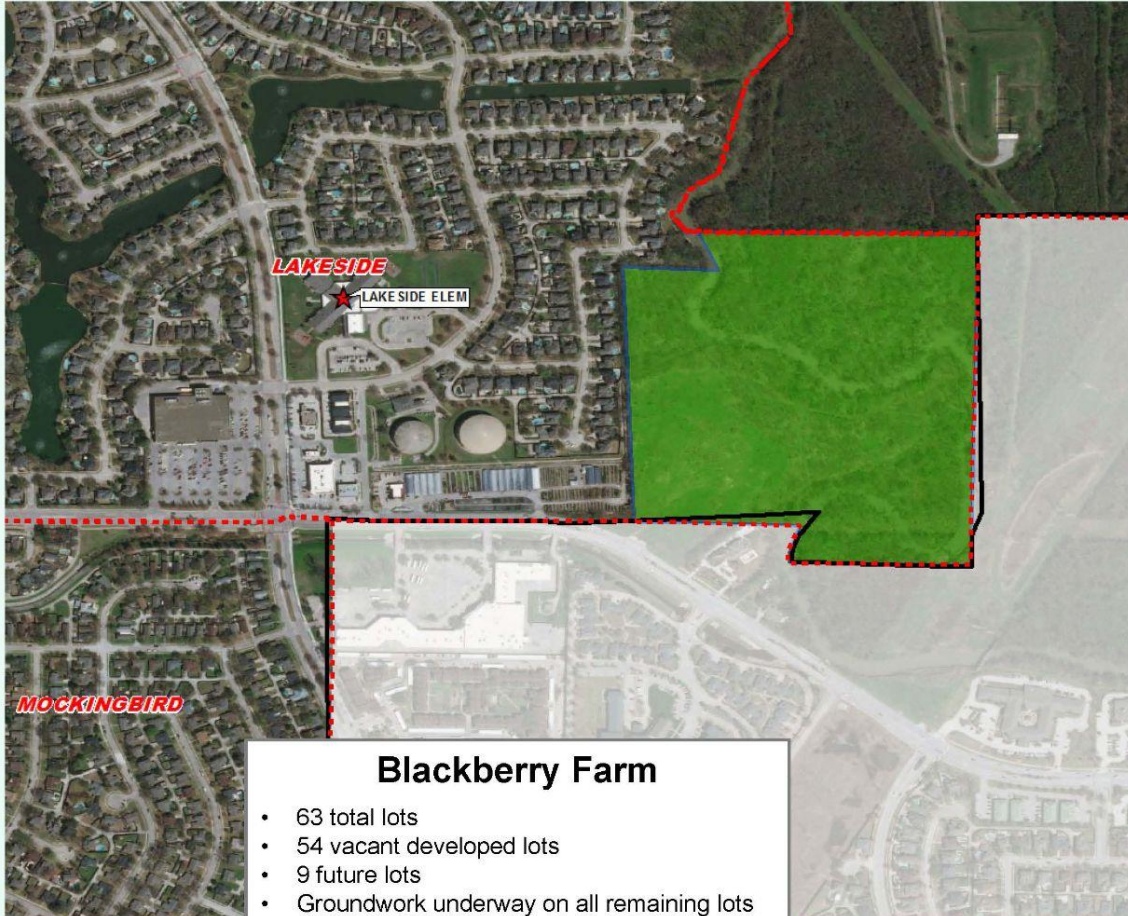 LAKESIDE
LAKESIDE ELEM
MOCKINGBIRD
Blackberry Farm
• 63 total lots
• 54 vacant developed lots
• 9 future lots
• Groundwork underway on all remaining lots